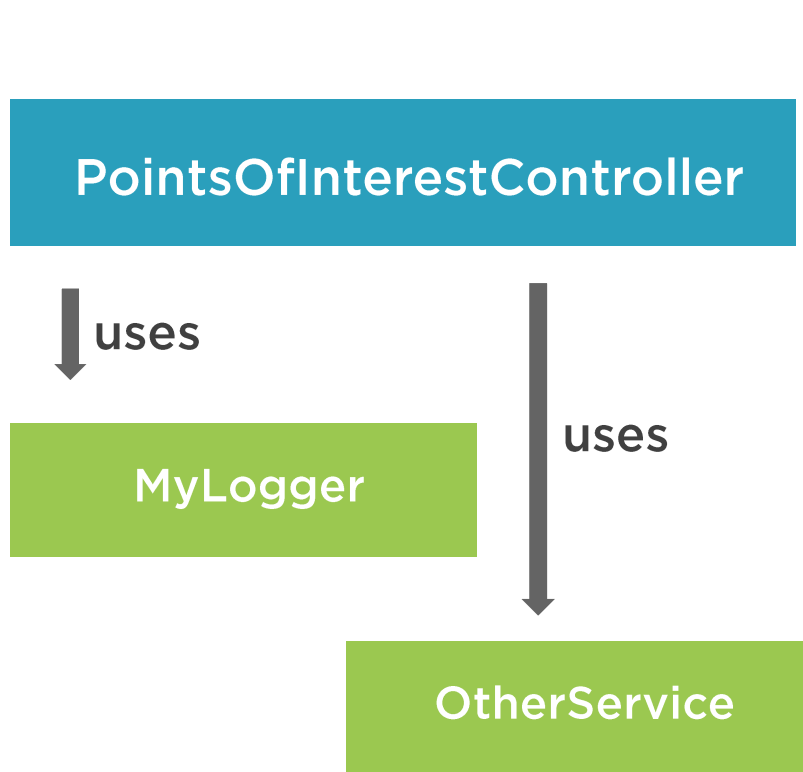 PointsOfInterestController
uses
MyLogger
uses
OtherService